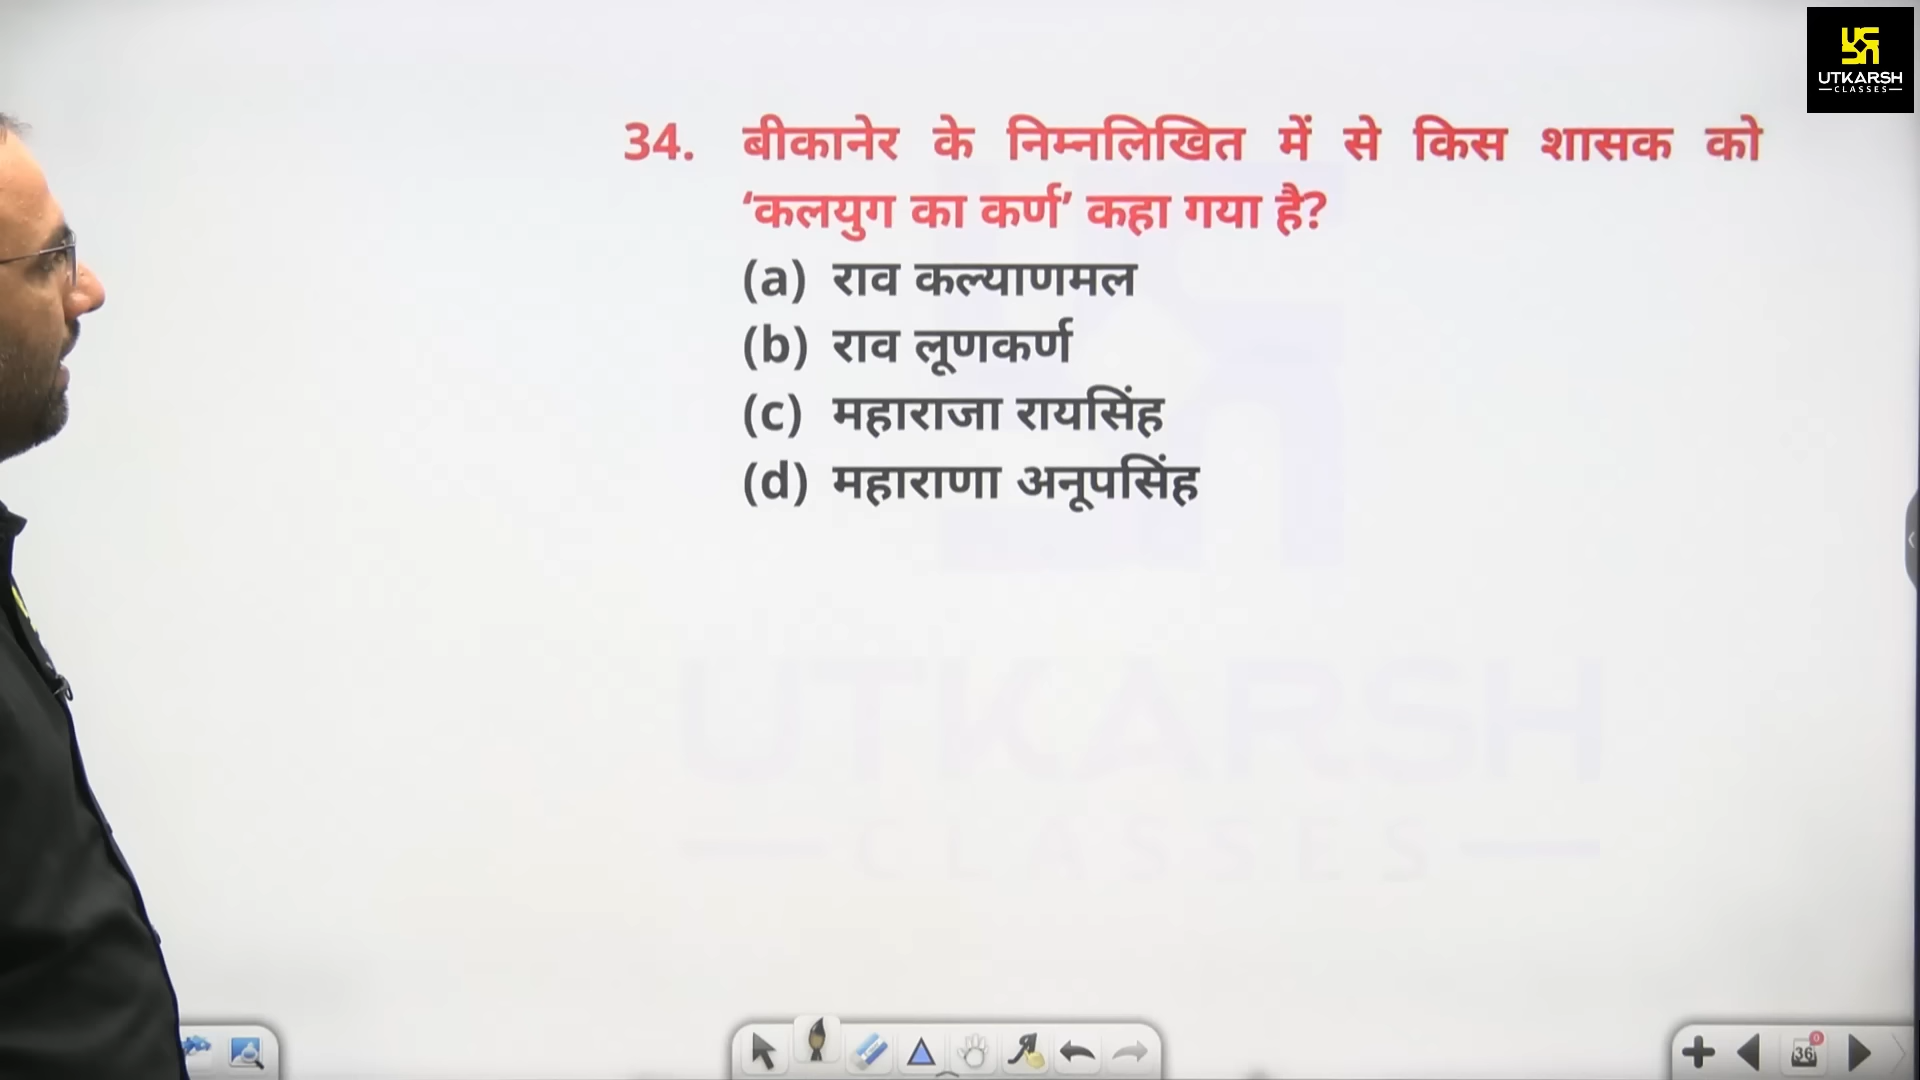 UTKARSH
CLASSES
34. बीकानेर के निम्नलिखित में से किस शासक को
‘कलयुग का कर्ण’ कहा गया है?
(a) राव कल्याणमल
(b) राव लूणकर्ण
(c) महाराजा रायसिंह
(d) महाराणा अनूपसिंह
UTKARSH
CLASSES
36